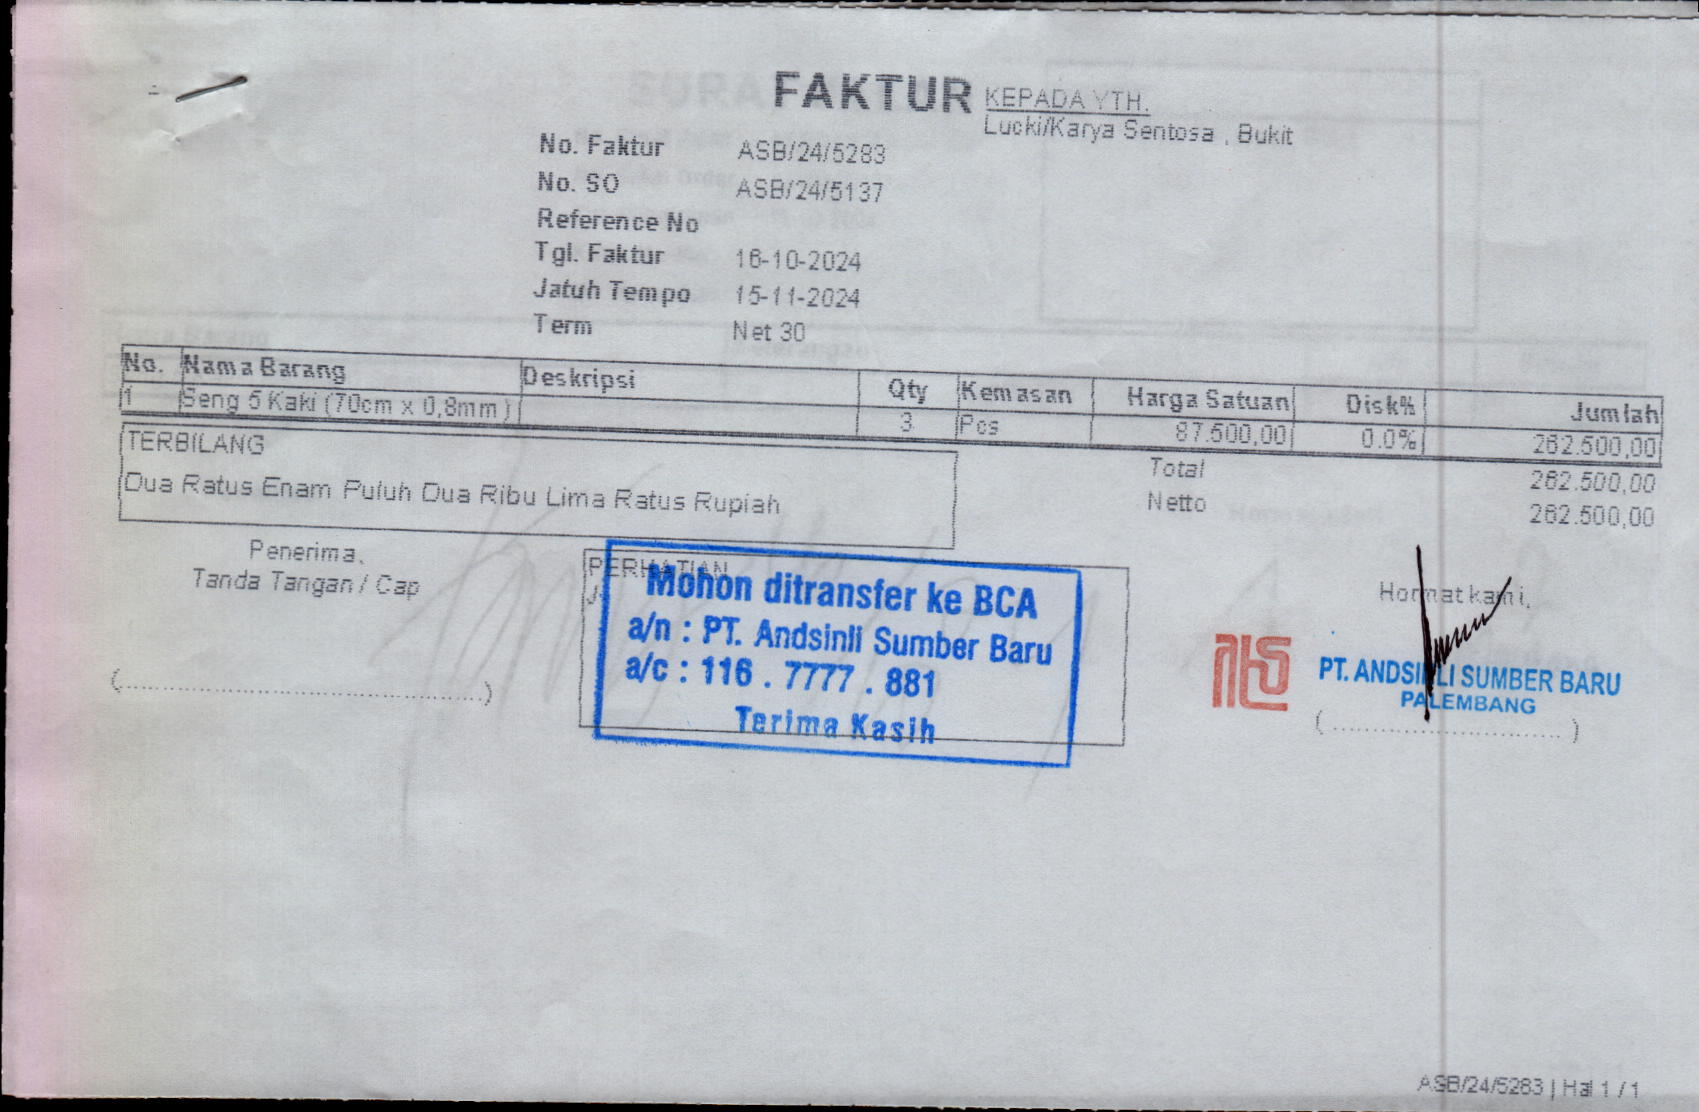 FAKTUR
KEPADA YTH.
Lucki/Karya Sentosa , Bukit
No. Faktur ASB/24/5283
No. SO ASB/24/5137
Reference No
Tgl. Faktur 16-10-2024
Jatuh Tempo 15-11-2024
Term Net 30
No. Nama Barang Deskripsi Qty Kemasan Harga Satuan Disk% Jumlah
1 Seng 5 Kaki (70cm x 0,8mm) 3 Pcs 87.500,00 0.0% 262.500,00
TERBILANG
Dua Ratus Enam Puluh Dua Ribu Lima Ratus Rupiah
Total 262.500,00
Netto 262.500,00
Penerima,
Tanda Tangan / Cap
(..........................................)
PERHATIAN
Mohon ditransfer ke BCA
a/n : PT. Andsinli Sumber Baru
a/c : 116 . 7777 . 881
Terima Kasih
Hormat kami,
PT. ANDSINLI SUMBER BARU
PALEMBANG
(..............................)
ASB/24/5283 | Hal 1 / 1